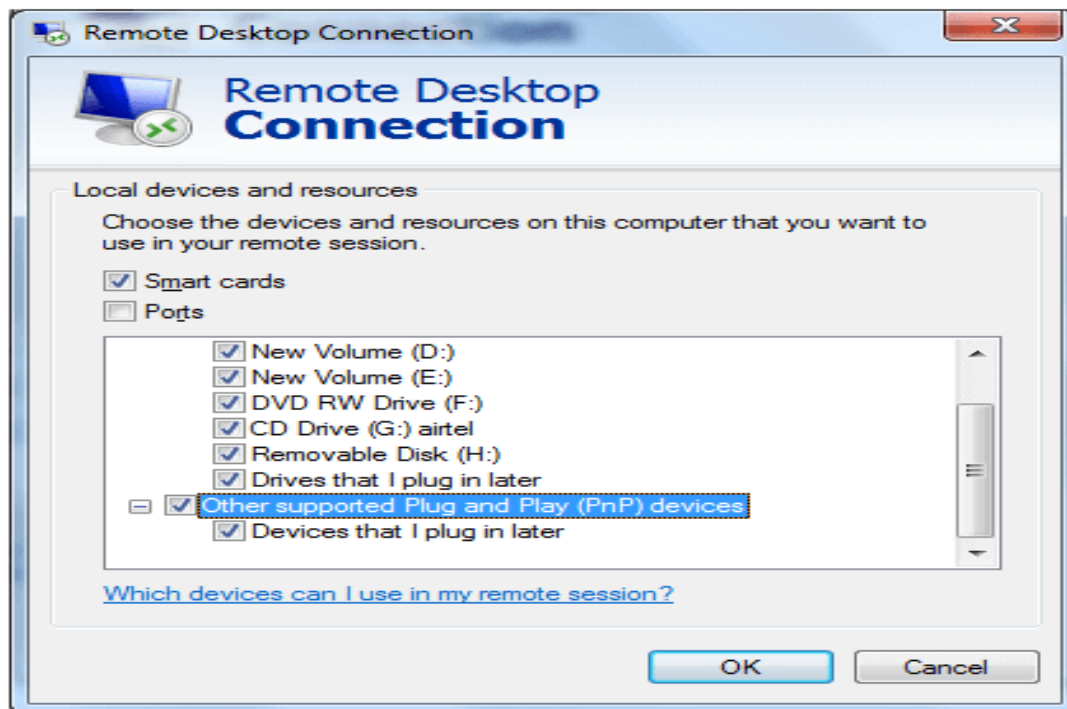 Remote Desktop Connection
Remote Desktop
Connection
Local devices and resources
Choose the devices and resources on this computer that you want to
use in your remote session.
Smart cards
Ports
New Volume (D:)
New Volume (E:)
DVD RW Drive (F:)
CD Drive (G:) airtel
Removable Disk (H:)
Drives that I plug in later
Other supported Plug and Play (PnP) devices
Devices that I plug in later
Which devices can I use in my remote session?
OK
Cancel